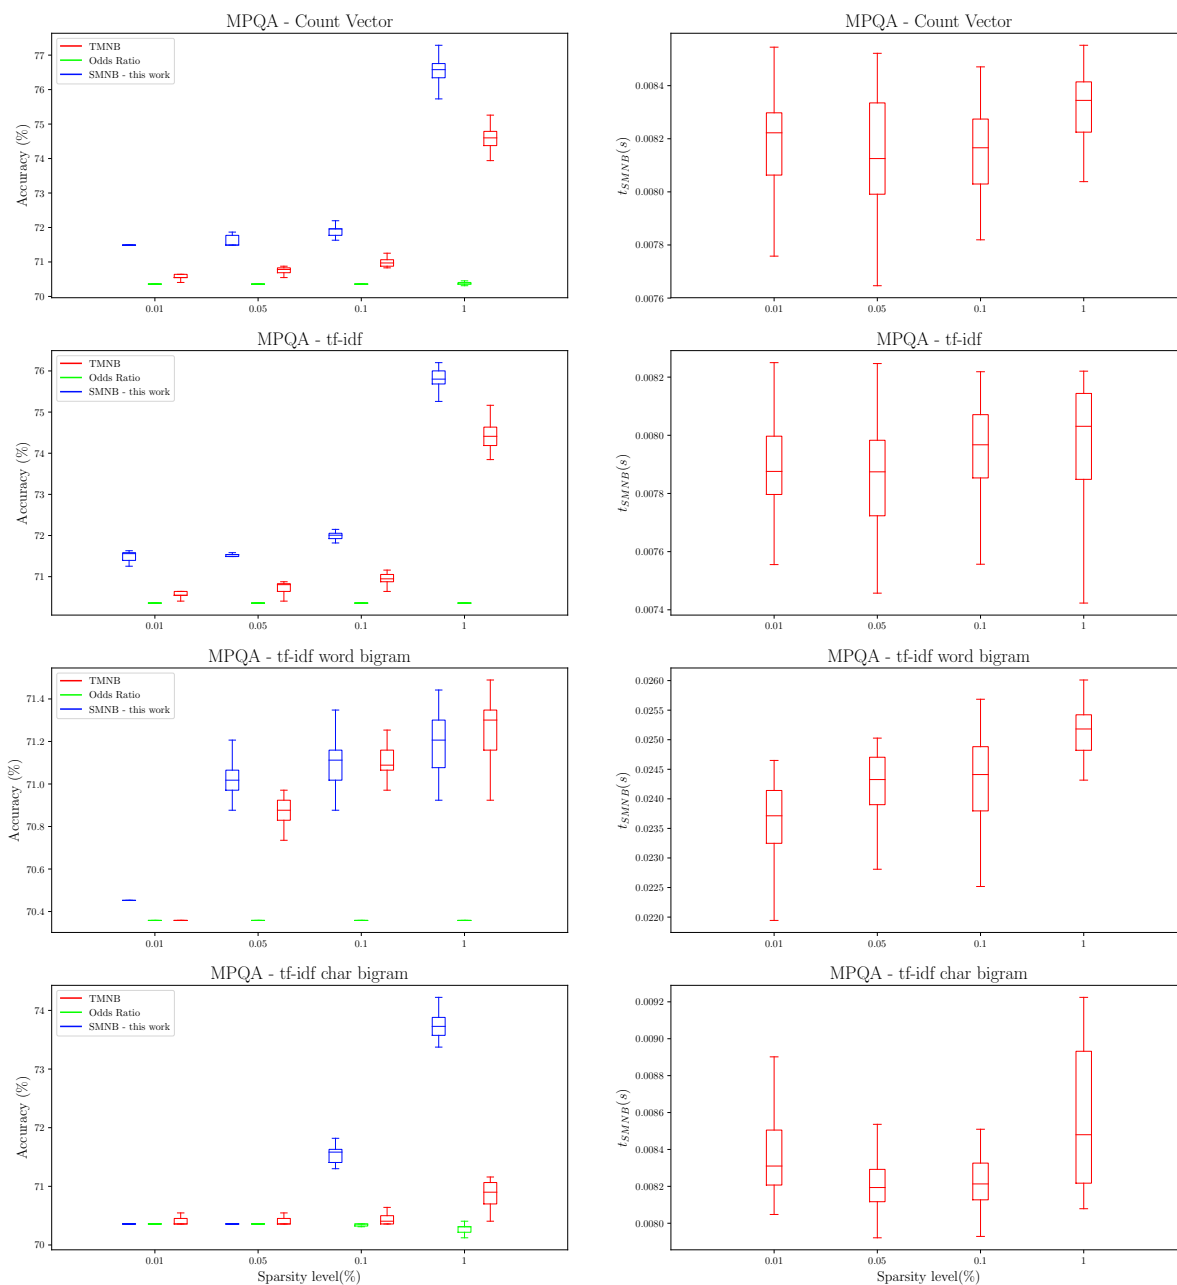 MPQA - Count Vector
Accuracy (%)
77
76
75
74
73
72
71
70
TMNB
Odds Ratio
SMNB - this work
0.01 0.05 0.1 1
MPQA - Count Vector
t_SMNB(s)
0.0084
0.0082
0.0080
0.0078
0.0076
0.01 0.05 0.1 1
MPQA - tf-idf
Accuracy (%)
76
75
74
73
72
71
TMNB
Odds Ratio
SMNB - this work
0.01 0.05 0.1 1
MPQA - tf-idf
t_SMNB(s)
0.0082
0.0080
0.0078
0.0076
0.0074
0.01 0.05 0.1 1
MPQA - tf-idf word bigram
Accuracy (%)
71.4
71.2
71.0
70.8
70.6
70.4
TMNB
Odds Ratio
SMNB - this work
0.01 0.05 0.1 1
MPQA - tf-idf word bigram
t_SMNB(s)
0.0260
0.0255
0.0250
0.0245
0.0240
0.0235
0.0230
0.0225
0.0220
0.01 0.05 0.1 1
MPQA - tf-idf char bigram
Accuracy (%)
74
73
72
71
70
TMNB
Odds Ratio
SMNB - this work
0.01 0.05 0.1 1
Sparsity level(%)
MPQA - tf-idf char bigram
t_SMNB(s)
0.0092
0.0090
0.0088
0.0086
0.0084
0.0082
0.0080
0.01 0.05 0.1 1
Sparsity level(%)